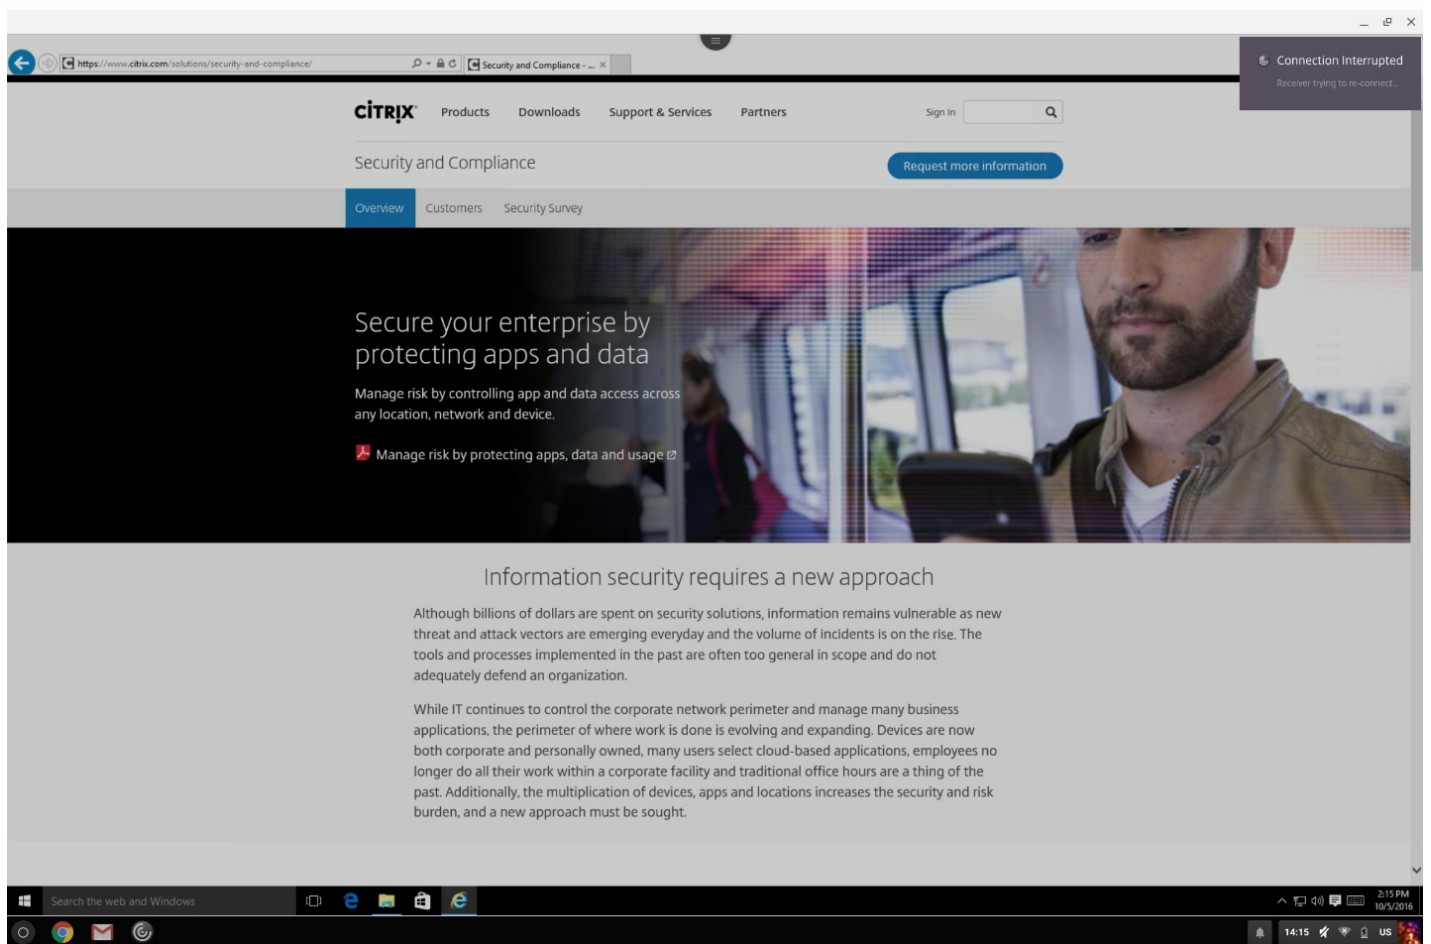 https://www.citrix.com/solutions/security-and-compliance/
Security and Compliance - ...
Connection Interrupted
Receiver trying to re-connect...
CİTRIX
Products
Downloads
Support & Services
Partners
Sign In
Security and Compliance
Request more information
Overview
Customers
Security Survey
Secure your enterprise by
protecting apps and data
Manage risk by controlling app and data access across
any location, network and device.
Manage risk by protecting apps, data and usage
Information security requires a new approach
Although billions of dollars are spent on security solutions, information remains vulnerable as new
threat and attack vectors are emerging everyday and the volume of incidents is on the rise. The
tools and processes implemented in the past are often too general in scope and do not
adequately defend an organization.
While IT continues to control the corporate network perimeter and manage many business
applications, the perimeter of where work is done is evolving and expanding. Devices are now
both corporate and personally owned, many users select cloud-based applications, employees no
longer do all their work within a corporate facility and traditional office hours are a thing of the
past. Additionally, the multiplication of devices, apps and locations increases the security and risk
burden, and a new approach must be sought.
Search the web and Windows
2:15 PM
10/5/2016
14:15
US